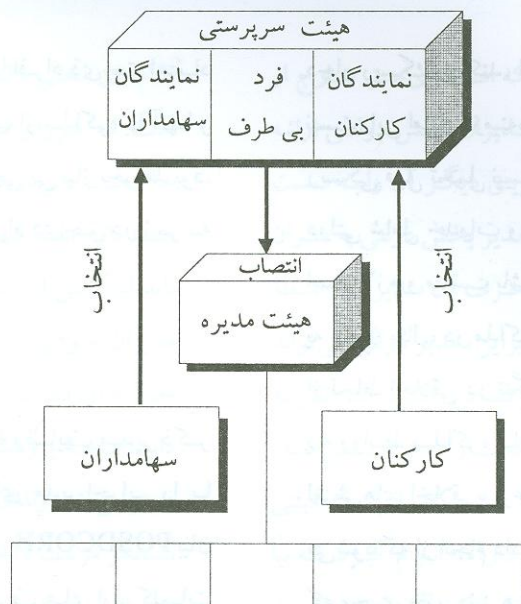 هیئت سرپرستی
نمایندگان کارکنان
فرد بی طرف
نمایندگان سهامداران
انتخاب
انتخاب
انتصاب
هیئت مدیره
کارکنان
سهامداران